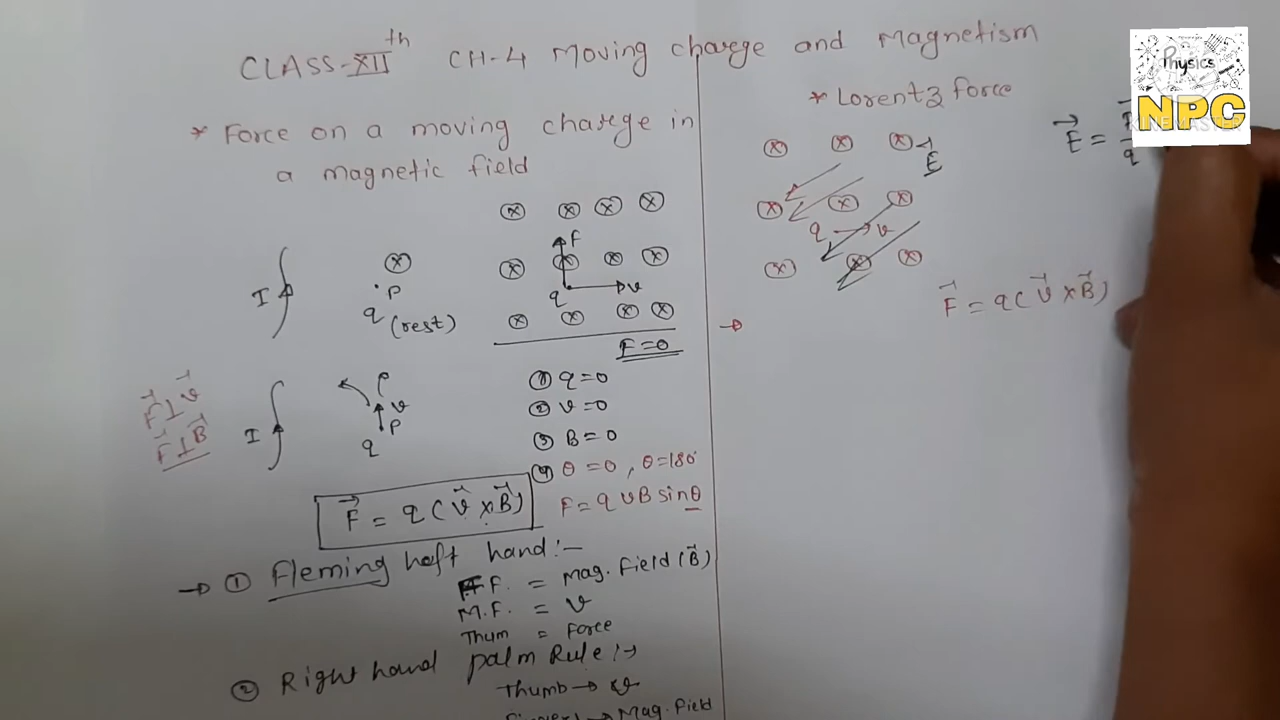 CLASS-XIIth CH-4 Moving charge and Magnetism
* Force on a moving charge in
a magnetic field
⊗ ⊗ ⊗ ⊗
F
I ⊗ ⊗ ⊗ ⊗ ⊗
P
q (rest) q v
⊗ ⊗ ⊗ ⊗
F=0
① q=0
② v=0
③ B=0
④ θ=0, θ=180°
F = qvB sinθ
F⃗⊥v⃗
F⃗⊥B⃗
I P
v
P
q
F⃗ = q(v⃗ × B⃗)
→ ① Fleming heft hand:-
F.F. = Mag. field (B⃗)
M.F. = v
Thum = Force
② Right hand palm Rule:→
Thumb → v
→ Mag. field
* Lorentz force
⊗ ⊗ ⊗ E⃗
⊗ ⊗ ⊗
q → v
⊗ ⊗ ⊗
→
F⃗ = q(v⃗ × B⃗)
E⃗ = F⃗/q
Physics
NPC